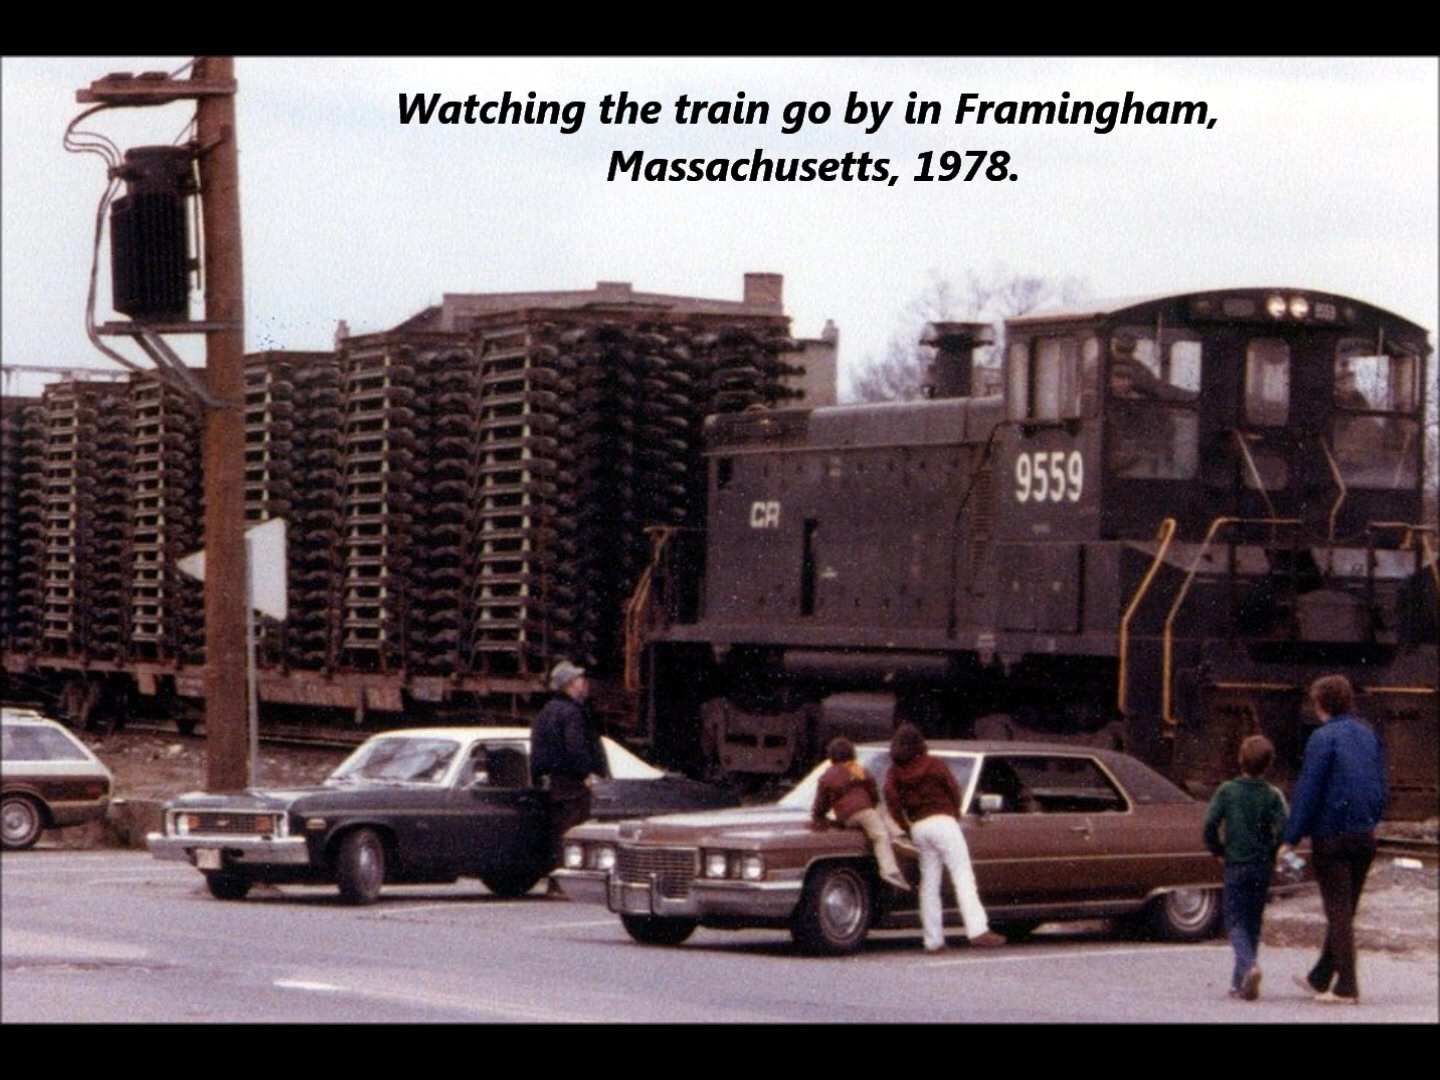 Watching the train go by in Framingham,
Massachusetts, 1978.
9559
CR